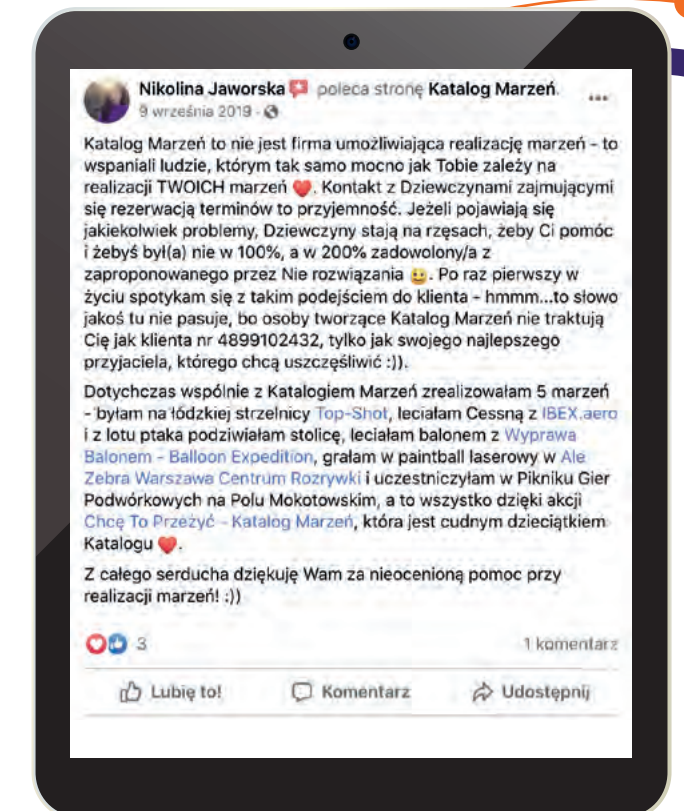 Nikolina Jaworska poleca stronę Katalog Marzeń.
9 września 2019 ·
Katalog Marzeń to nie jest firma umożliwiająca realizację marzeń - to
wspaniali ludzie, którym tak samo mocno jak Tobie zależy na
realizacji TWOICH marzeń ❤️. Kontakt z Dziewczynami zajmującymi
się rezerwacją terminów to przyjemność. Jeżeli pojawiają się
jakiekolwiek problemy, Dziewczyny stają na rzęsach, żeby Ci pomóc
i żebyś był(a) nie w 100%, a w 200% zadowolony/a z
zaproponowanego przez Nie rozwiązania 😃. Po raz pierwszy w
życiu spotykam się z takim podejściem do klienta - hmmm...to słowo
jakoś tu nie pasuje, bo osoby tworzące Katalog Marzeń nie traktują
Cię jak klienta nr 4899102432, tylko jak swojego najlepszego
przyjaciela, którego chcą uszczęśliwić :)).
Dotychczas wspólnie z Katalogiem Marzeń zrealizowałam 5 marzeń
- byłam na łódzkiej strzelnicy Top-Shot, leciałam Cessną z IBEX.aero
i z lotu ptaka podziwiałam stolicę, leciałam balonem z Wyprawa
Balonem - Balloon Expedition, grałam w paintball laserowy w Ale
Zebra Warszawa Centrum Rozrywki i uczestniczyłam w Pikniku Gier
Podwórkowych na Polu Mokotowskim, a to wszystko dzięki akcji
Chcę To Przeżyć - Katalog Marzeń, która jest cudnym dzieciątkiem
Katalogu ❤️.
Z całego serducha dziękuję Wam za nieocenioną pomoc przy
realizacji marzeń! :))
3 1 komentarz
Lubię to! Komentarz Udostępnij